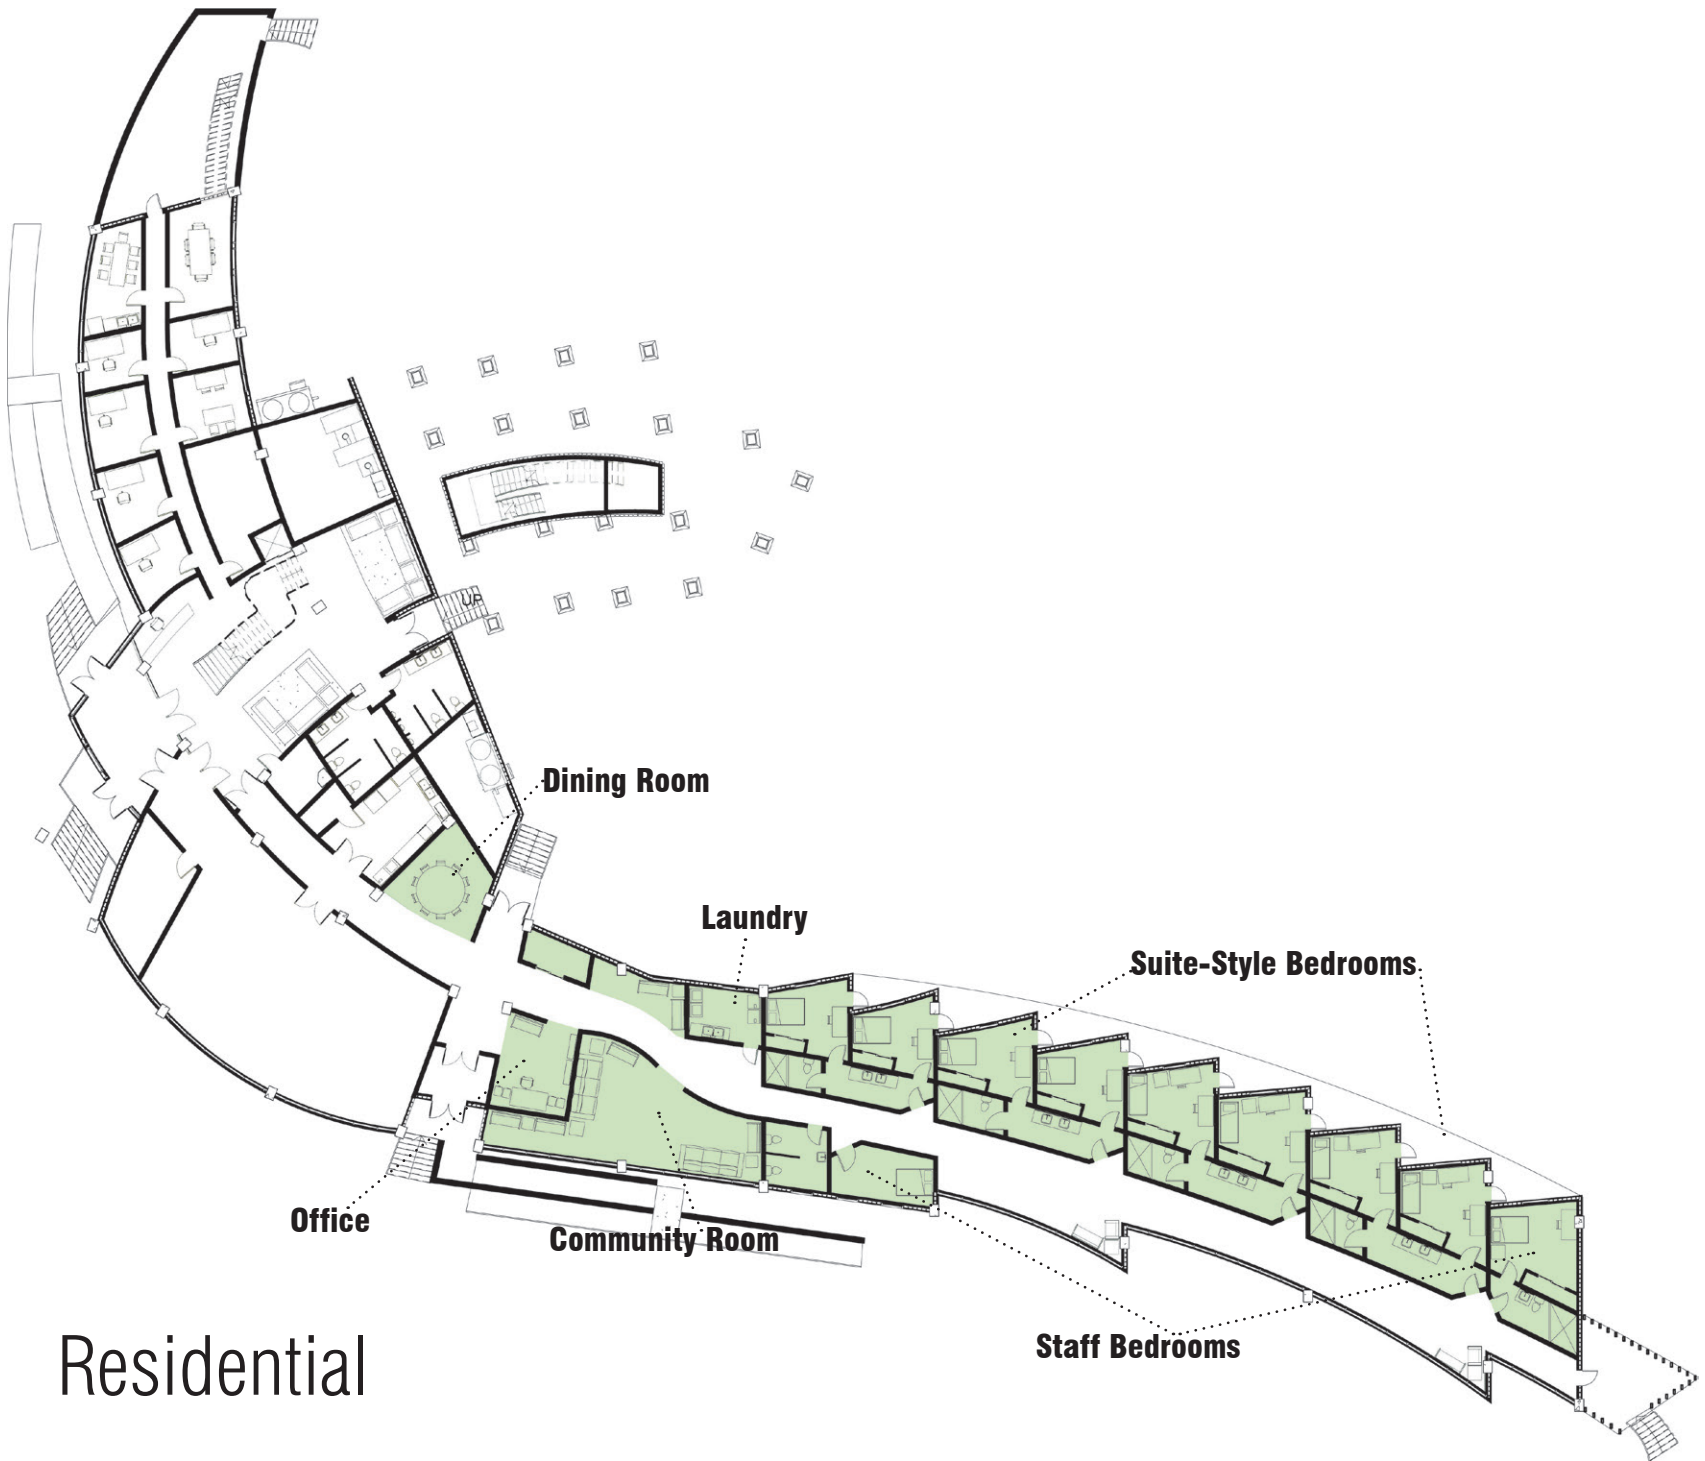 UP
Dining Room
Laundry
Suite-Style Bedrooms
Office
Community Room
Staff Bedrooms
Residential